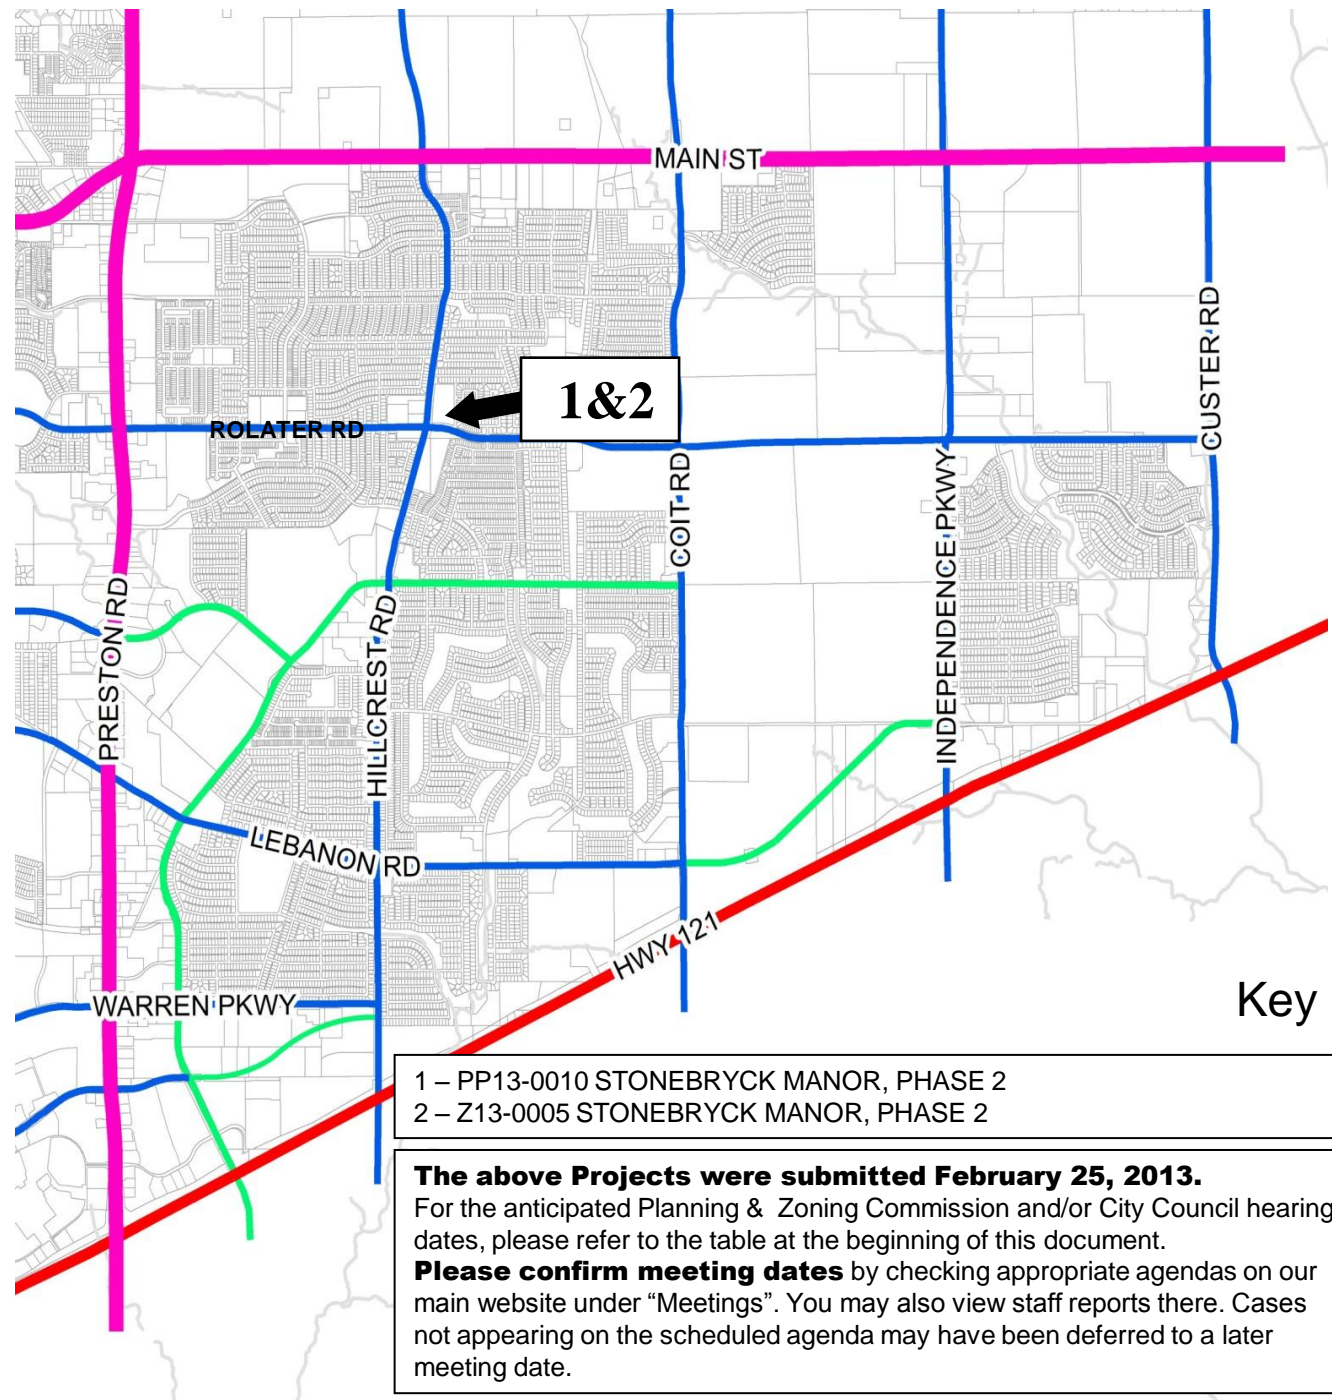 MAIN ST
CUSTER RD
1&2
ROLATER RD
COIT RD
INDEPENDENCE PKWY
PRESTON RD
HILLCREST RD
LEBANON RD
HWY 121
WARREN PKWY
Key
1 – PP13-0010 STONEBRYCK MANOR, PHASE 2
2 – Z13-0005 STONEBRYCK MANOR, PHASE 2
The above Projects were submitted February 25, 2013.
For the anticipated Planning & Zoning Commission and/or City Council hearing
dates, please refer to the table at the beginning of this document.
Please confirm meeting dates by checking appropriate agendas on our
main website under “Meetings”. You may also view staff reports there. Cases
not appearing on the scheduled agenda may have been deferred to a later
meeting date.